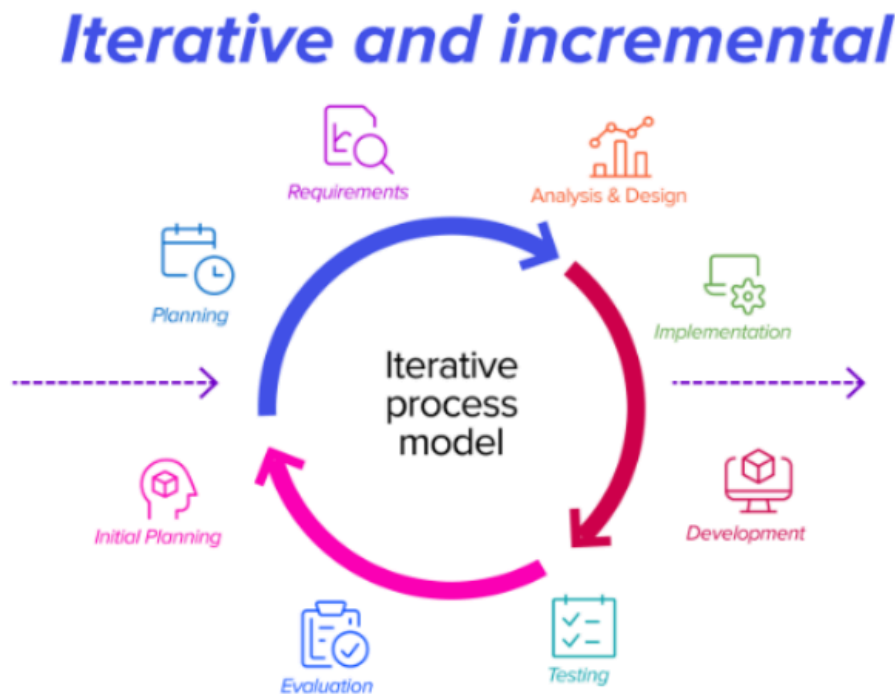 Iterative and incremental
Requirements
Analysis & Design
Planning
Implementation
Iterative
process
model
Initial Planning
Development
Evaluation
Testing